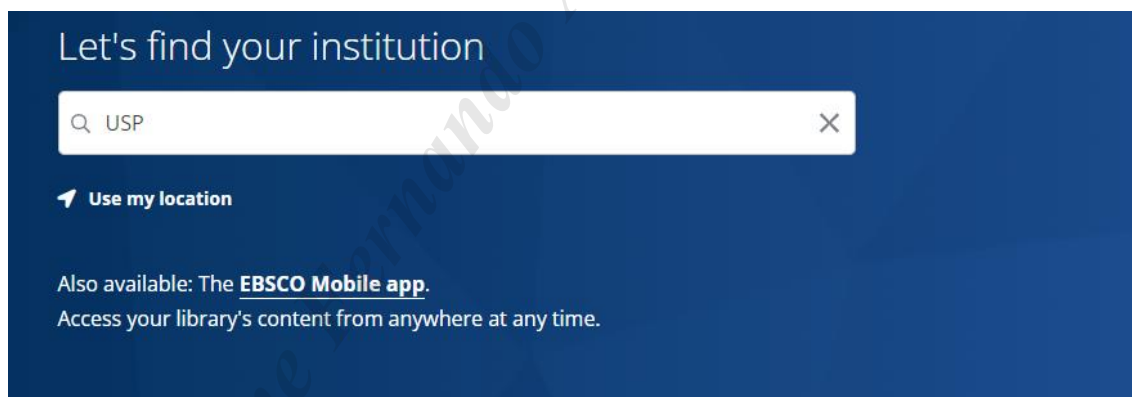 Let's find your institution
USP
Use my location
Also available: The EBSCO Mobile app.
Access your library's content from anywhere at any time.